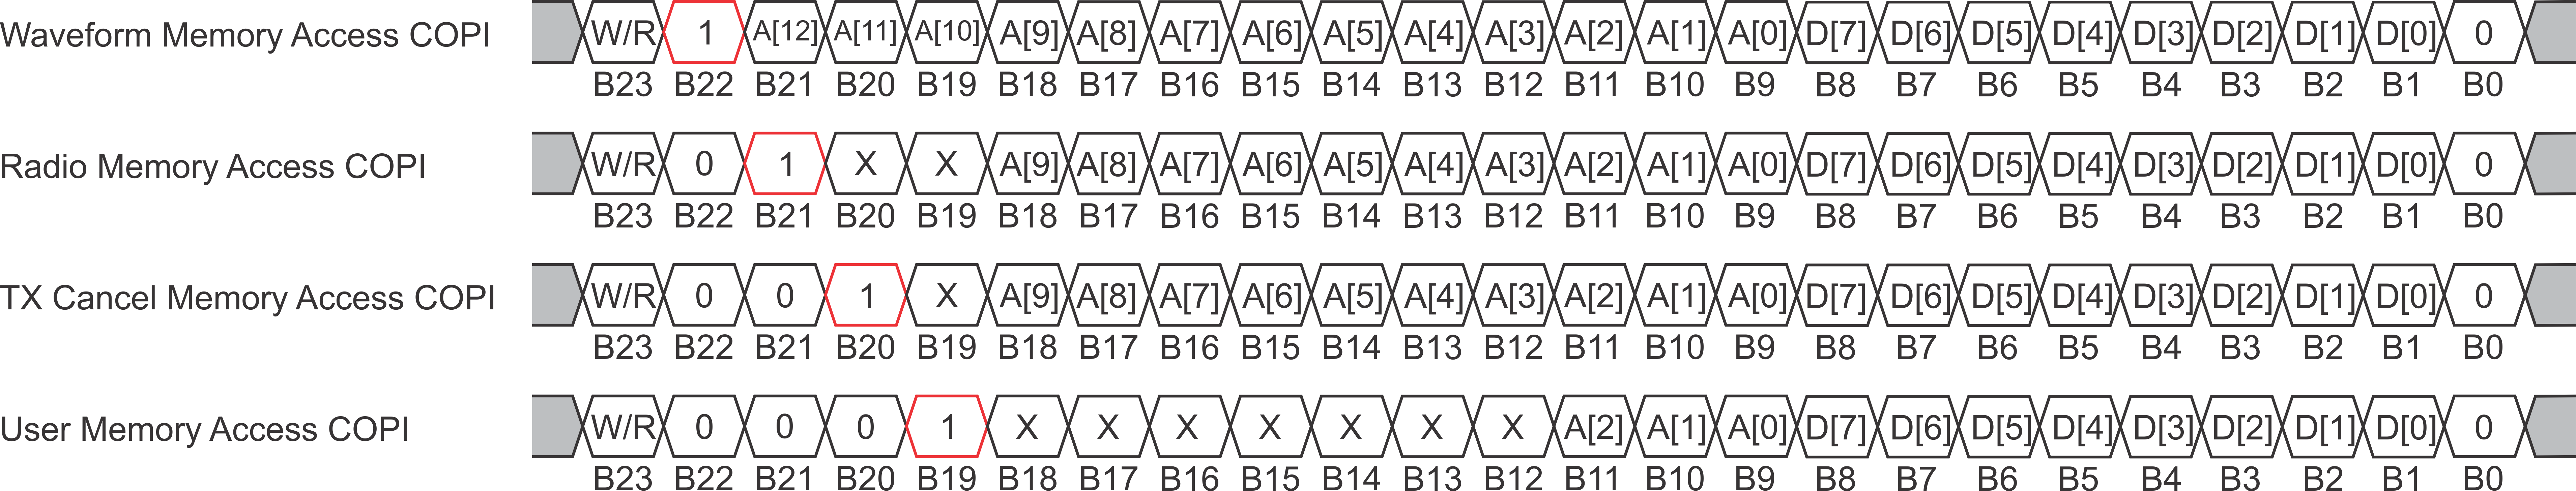 Waveform Memory Access COPI W/R 1 A[12] A[11] A[10] A[9] A[8] A[7] A[6] A[5] A[4] A[3] A[2] A[1] A[0] D[7] D[6] D[5] D[4] D[3] D[2] D[1] D[0] 0
B23 B22 B21 B20 B19 B18 B17 B16 B15 B14 B13 B12 B11 B10 B9 B8 B7 B6 B5 B4 B3 B2 B1 B0
Radio Memory Access COPI W/R 0 1 X X A[9] A[8] A[7] A[6] A[5] A[4] A[3] A[2] A[1] A[0] D[7] D[6] D[5] D[4] D[3] D[2] D[1] D[0] 0
B23 B22 B21 B20 B19 B18 B17 B16 B15 B14 B13 B12 B11 B10 B9 B8 B7 B6 B5 B4 B3 B2 B1 B0
TX Cancel Memory Access COPI W/R 0 0 1 X A[9] A[8] A[7] A[6] A[5] A[4] A[3] A[2] A[1] A[0] D[7] D[6] D[5] D[4] D[3] D[2] D[1] D[0] 0
B23 B22 B21 B20 B19 B18 B17 B16 B15 B14 B13 B12 B11 B10 B9 B8 B7 B6 B5 B4 B3 B2 B1 B0
User Memory Access COPI W/R 0 0 0 1 X X X X X X X A[2] A[1] A[0] D[7] D[6] D[5] D[4] D[3] D[2] D[1] D[0] 0
B23 B22 B21 B20 B19 B18 B17 B16 B15 B14 B13 B12 B11 B10 B9 B8 B7 B6 B5 B4 B3 B2 B1 B0